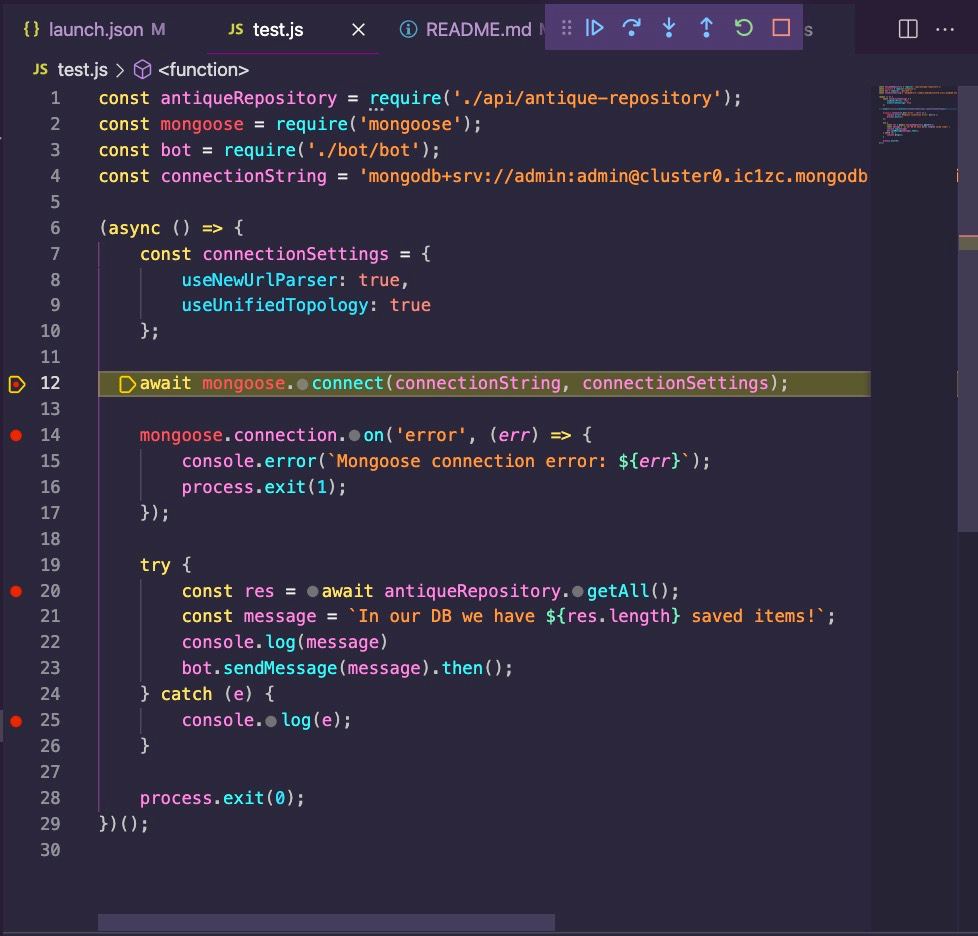 {} launch.json M
JS test.js ×
README.md
s
JS test.js > <function>
1 const antiqueRepository = require('./api/antique-repository');
2 const mongoose = require('mongoose');
3 const bot = require('./bot/bot');
4 const connectionString = 'mongodb+srv://admin:admin@cluster0.ic1zc.mongodb
5
6 (async () => {
7 const connectionSettings = {
8 useNewUrlParser: true,
9 useUnifiedTopology: true
10 };
11
12 await mongoose.connect(connectionString, connectionSettings);
13
14 mongoose.connection.on('error', (err) => {
15 console.error(`Mongoose connection error: ${err}`);
16 process.exit(1);
17 });
18
19 try {
20 const res = await antiqueRepository.getAll();
21 const message = `In our DB we have ${res.length} saved items!`;
22 console.log(message)
23 bot.sendMessage(message).then();
24 } catch (e) {
25 console.log(e);
26 }
27
28 process.exit(0);
29 })();
30